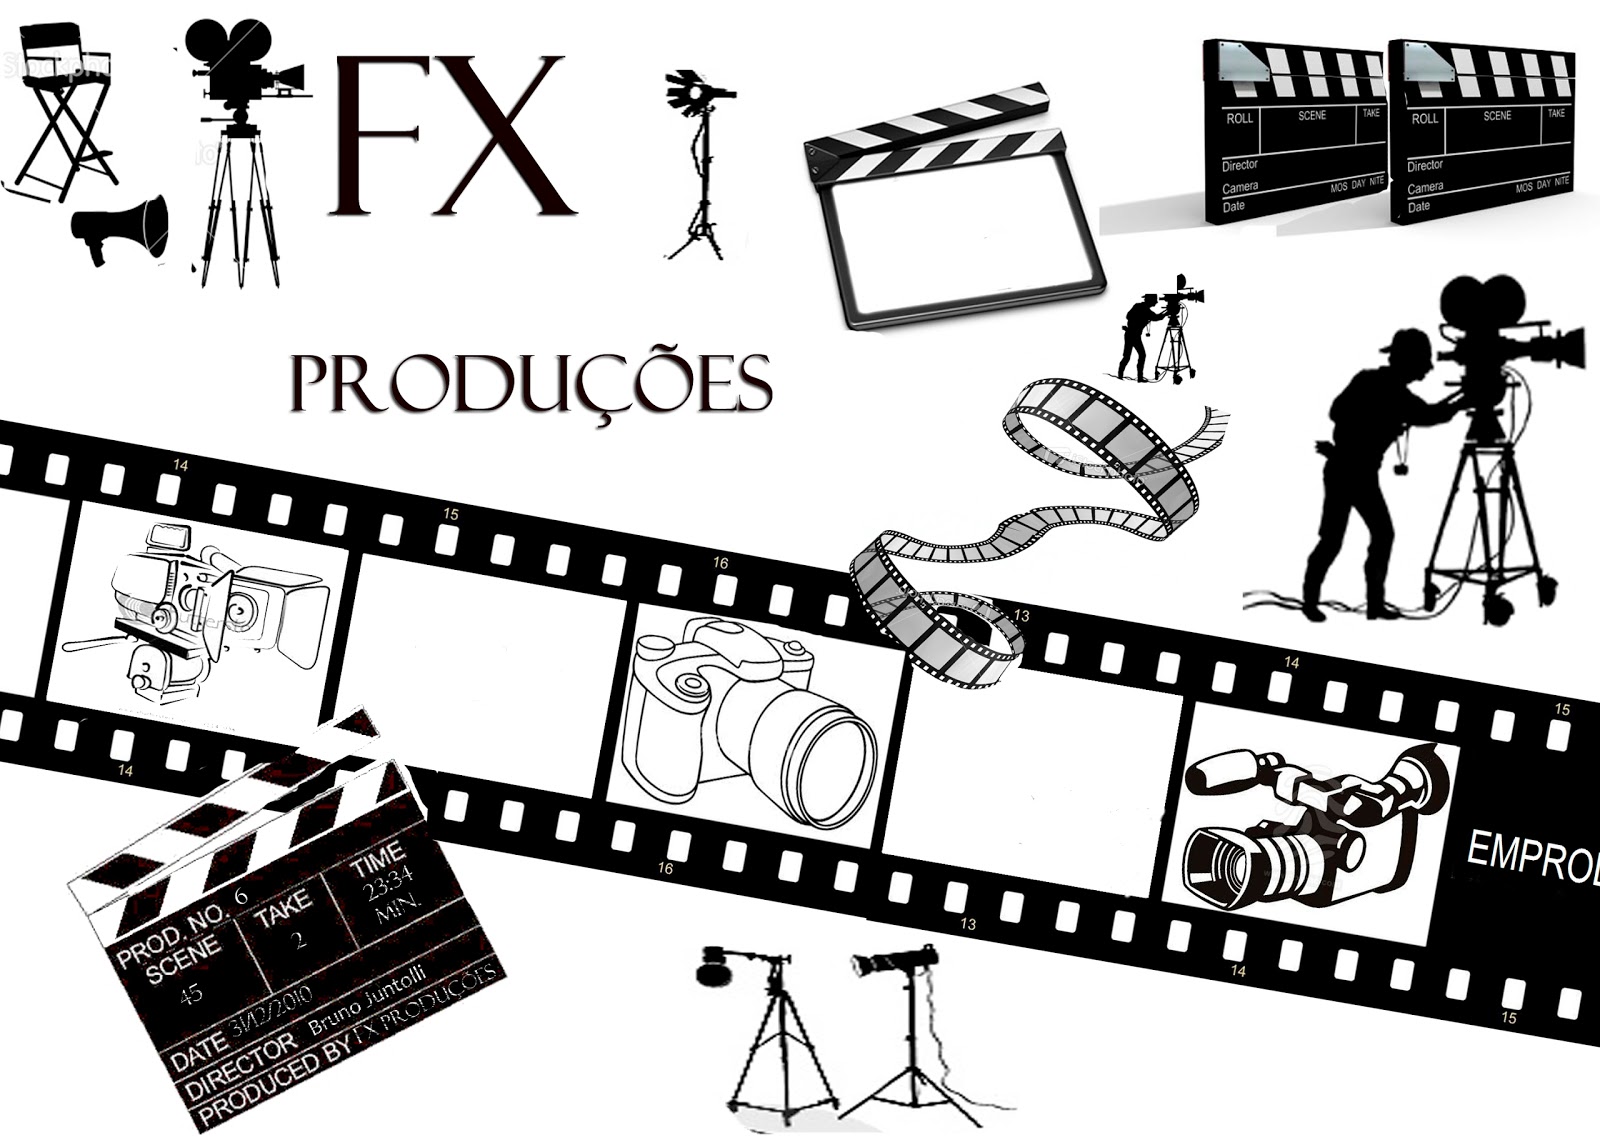 FX
PRODUÇÕES
ROLL SCENE TAKE
Director
Camera
MOS DAY NITE
Date
ROLL SCENE TAKE
Director
Camera
MOS DAY NITE
Date
14
15
16
13
14
15
14
16
13
14
15
EMPROD
PROD. NO. 6
SCENE
45
TAKE
2
TIME
23:34
MIN.
DATE 31/12/2010
DIRECTOR Bruno Juntolli
PRODUCED BY FX PRODUÇÕES